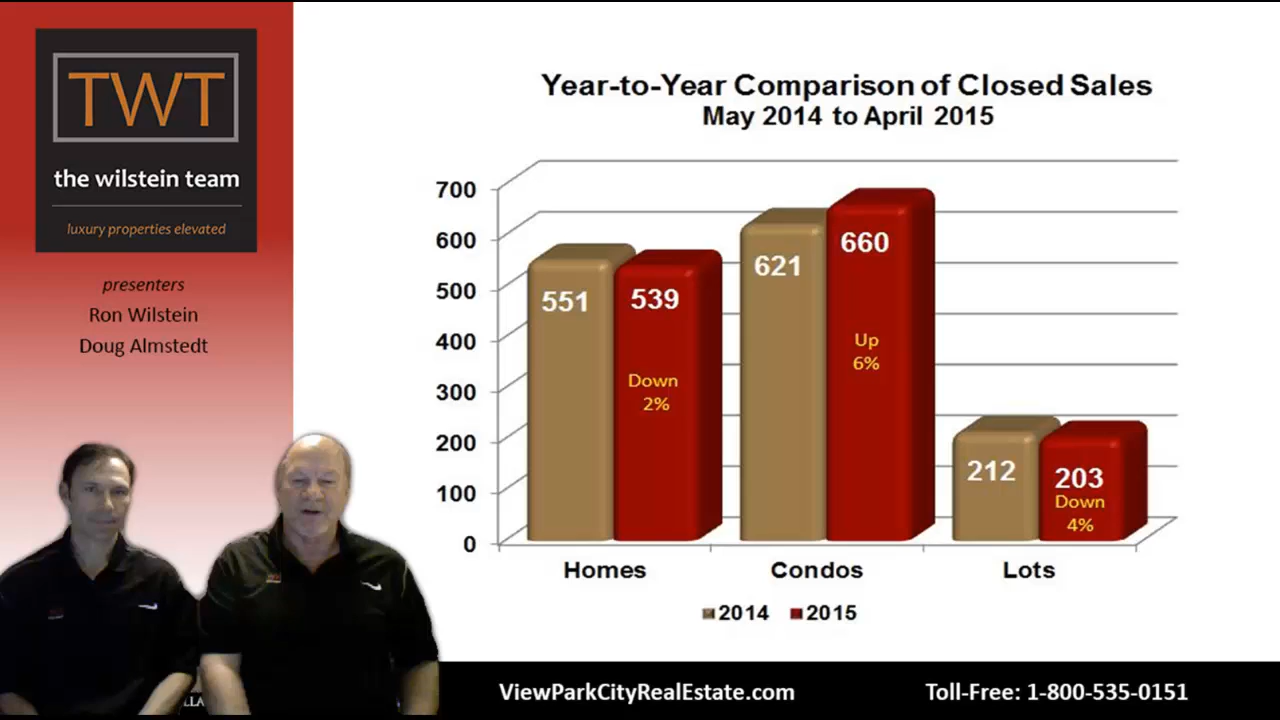 TWT
the wilstein team
luxury properties elevated
presenters
Ron Wilstein
Doug Almstedt
Year-to-Year Comparison of Closed Sales
May 2014 to April 2015
700
600
500
400
300
200
100
0
551
539
Down
2%
621
660
Up
6%
212
203
Down
4%
Homes
Condos
Lots
2014
2015
ViewParkCityRealEstate.com
Toll-Free: 1-800-535-0151